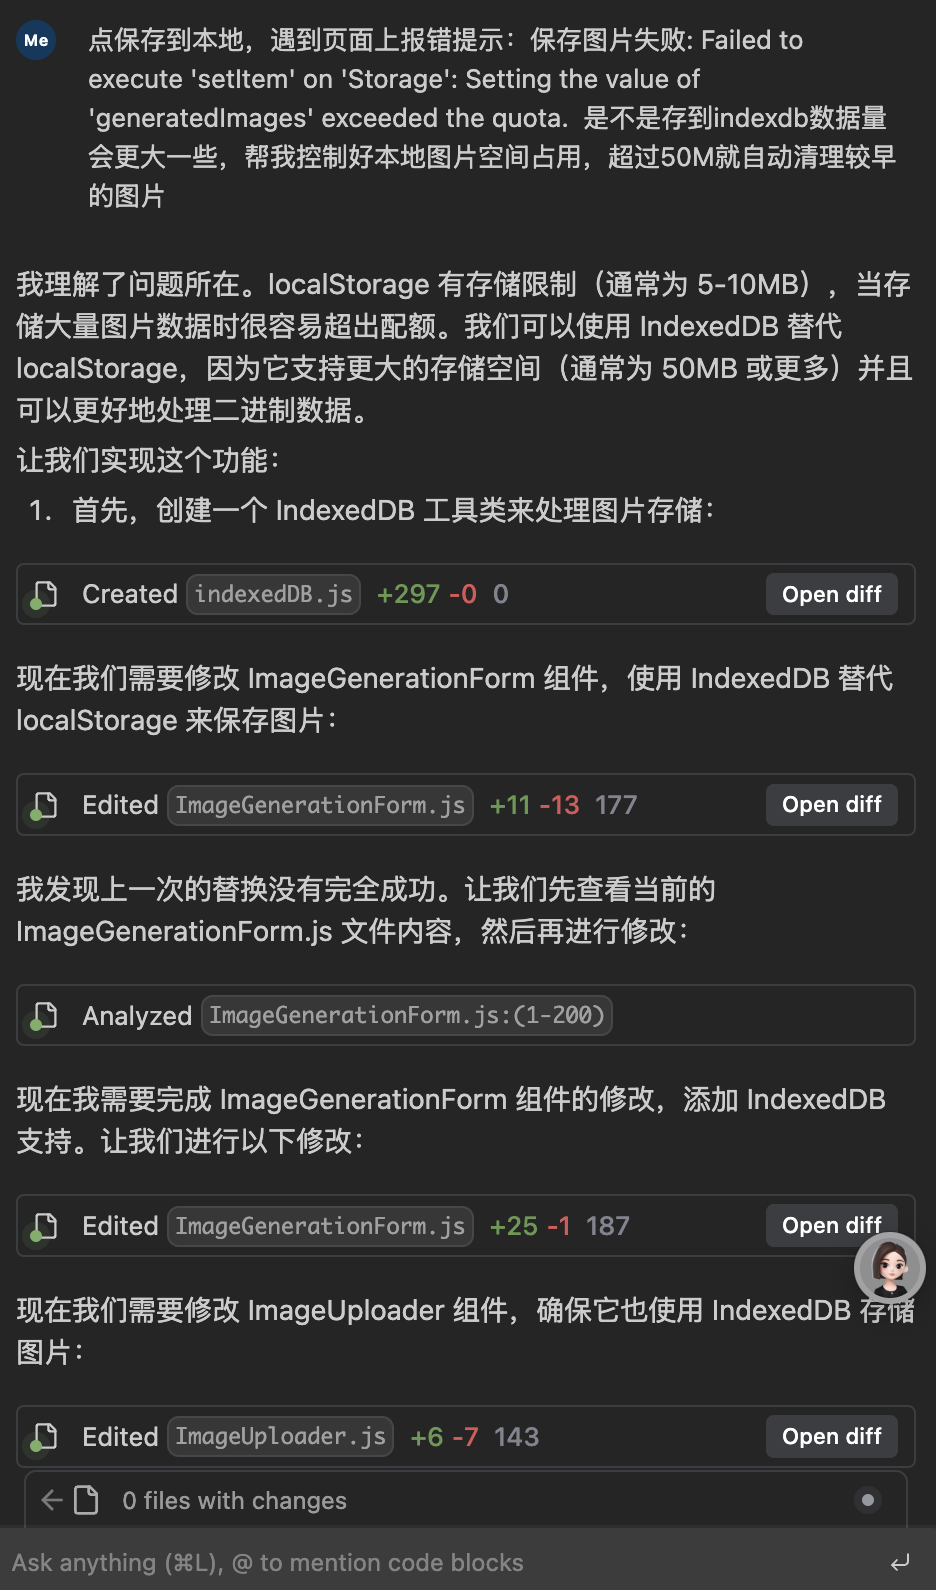 Me
点保存到本地，遇到页面上报错提示：保存图片失败: Failed to
execute 'setItem' on 'Storage': Setting the value of
'generatedImages' exceeded the quota.  是不是存到indexdb数据量
会更大一些，帮我控制好本地图片空间占用，超过50M就自动清理较早
的图片
我理解了问题所在。localStorage 有存储限制（通常为 5-10MB），当存
储大量图片数据时很容易超出配额。我们可以使用 IndexedDB 替代
localStorage，因为它支持更大的存储空间（通常为 50MB 或更多）并且
可以更好地处理二进制数据。
让我们实现这个功能：
1. 首先，创建一个 IndexedDB 工具类来处理图片存储：
Created indexedDB.js +297 -0 0 Open diff
现在我们需要修改 ImageGenerationForm 组件，使用 IndexedDB 替代
localStorage 来保存图片：
Edited ImageGenerationForm.js +11 -13 177 Open diff
我发现上一次的替换没有完全成功。让我们先查看当前的
ImageGenerationForm.js 文件内容，然后再进行修改：
Analyzed ImageGenerationForm.js:(1-200)
现在我需要完成 ImageGenerationForm 组件的修改，添加 IndexedDB
支持。让我们进行以下修改：
Edited ImageGenerationForm.js +25 -1 187 Open diff
现在我们需要修改 ImageUploader 组件，确保它也使用 IndexedDB 存储
图片：
Edited ImageUploader.js +6 -7 143 Open diff
0 files with changes
Ask anything (⌘L), @ to mention code blocks